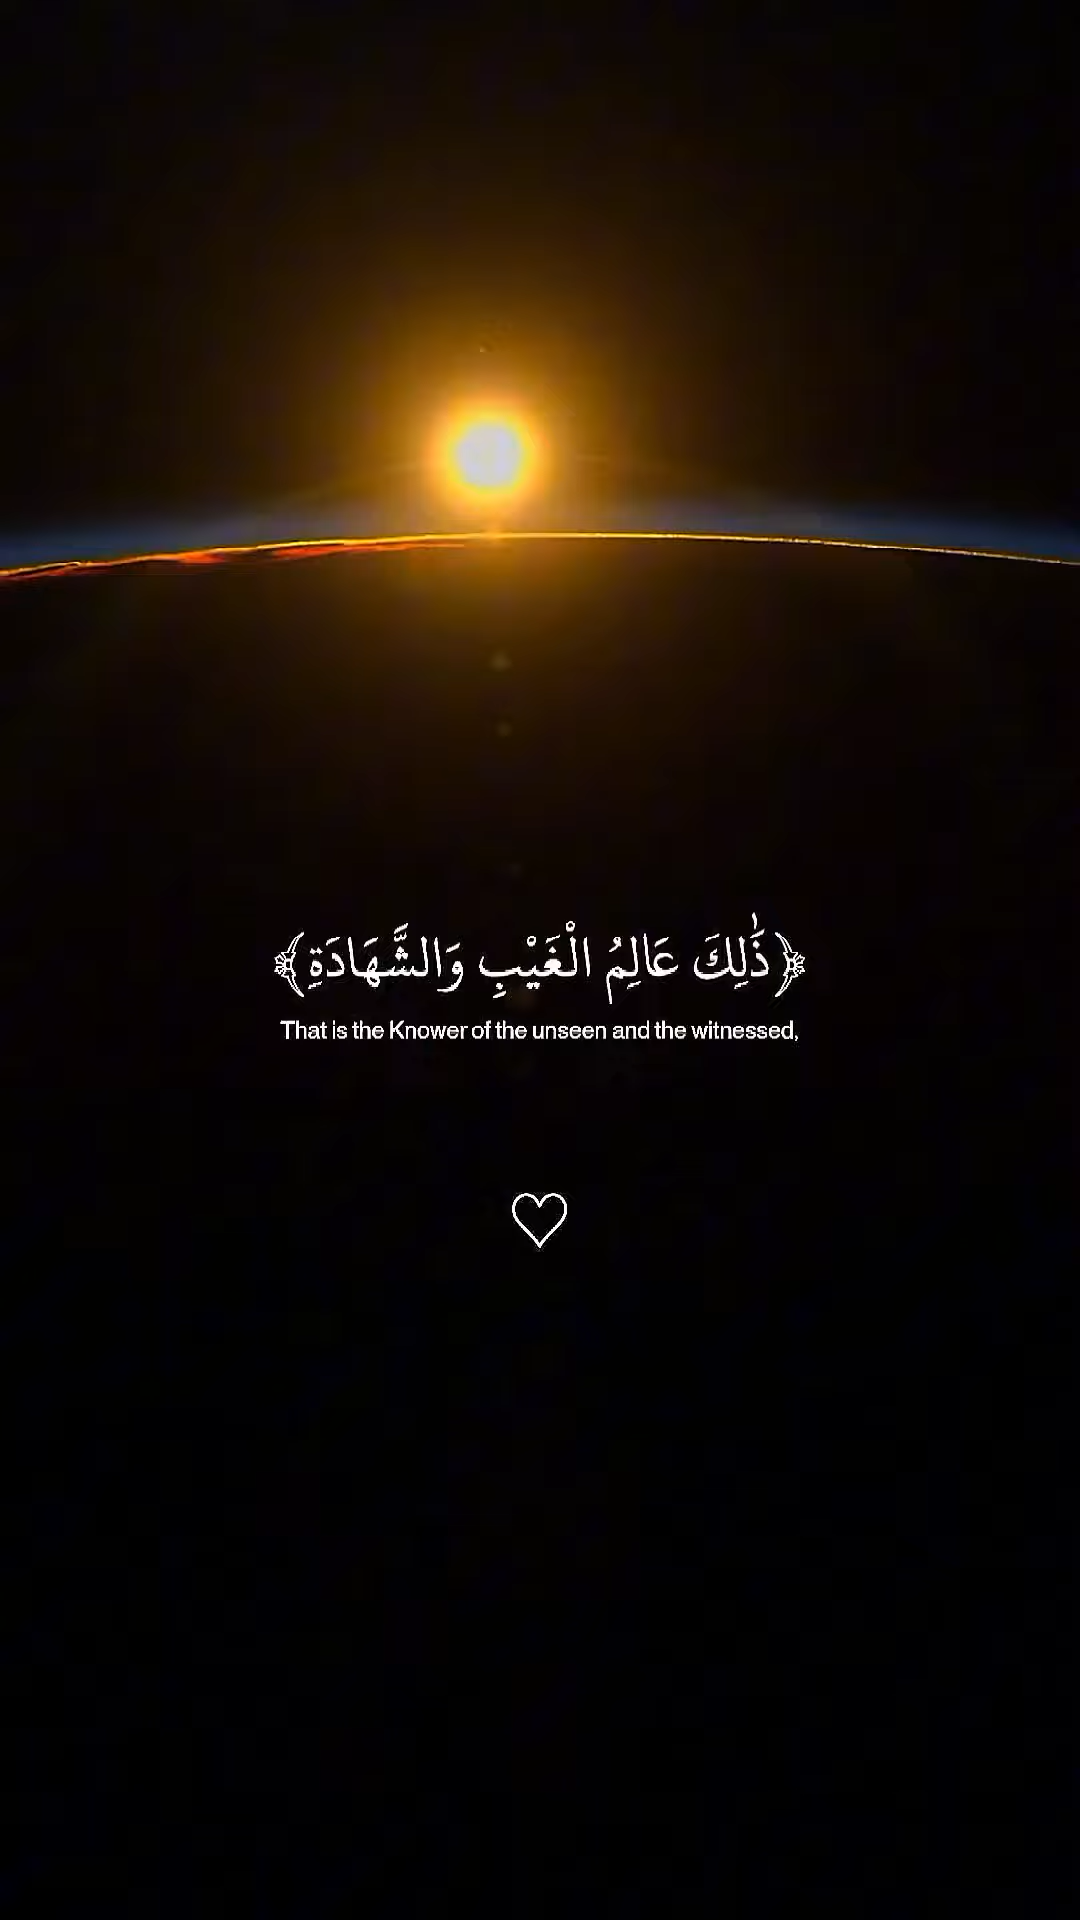 ﴿ذَٰلِكَ عَالِمُ الْغَيْبِ وَالشَّهَادَةِ﴾
That is the Knower of the unseen and the witnessed,